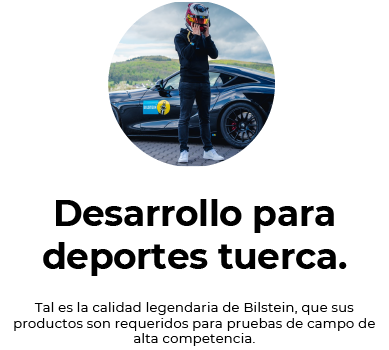 Desarrollo para
deportes tuerca.
Tal es la calidad legendaria de Bilstein, que sus
productos son requeridos para pruebas de campo de
alta competencia.